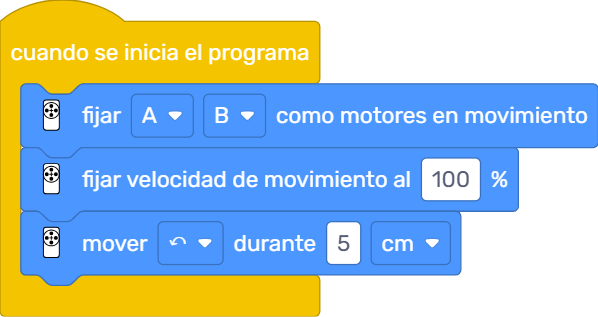 cuando se inicia el programa
fijar A B como motores en movimiento
fijar velocidad de movimiento al 100 %
mover durante 5 cm